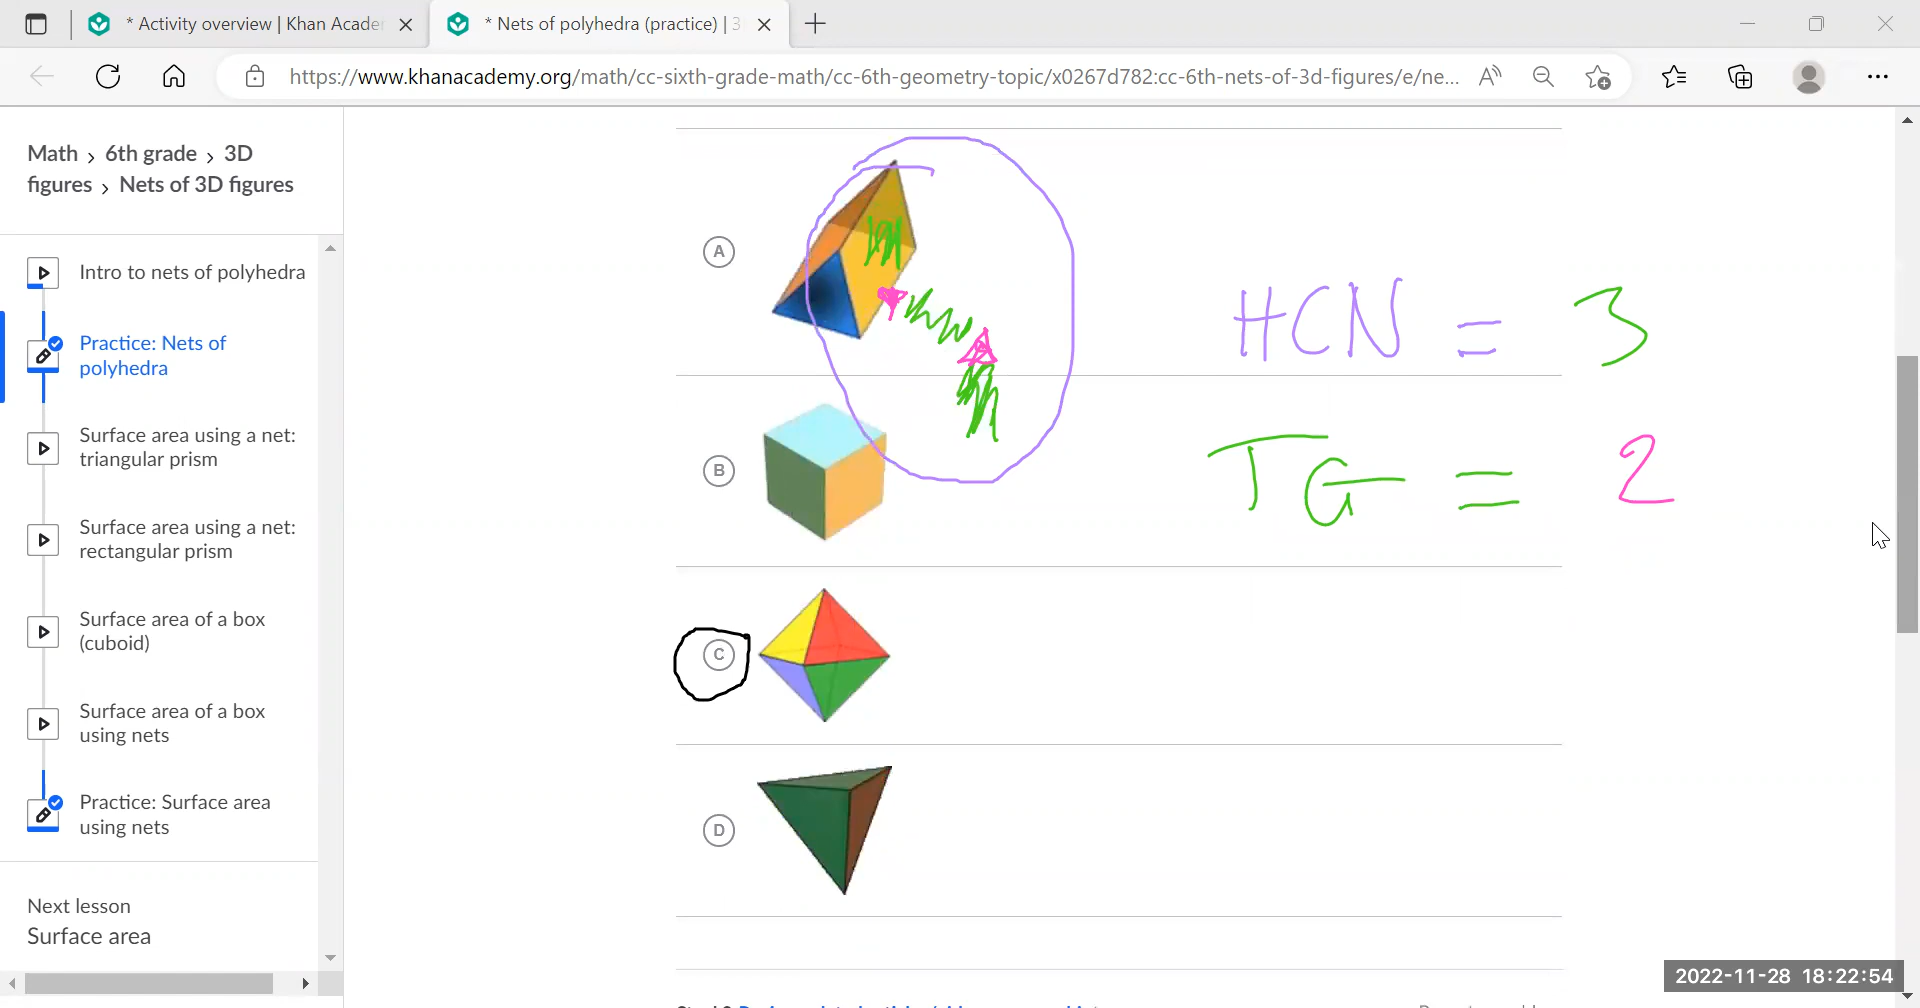 * Activity overview | Khan Acade
* Nets of polyhedra (practice) | 3
https://www.khanacademy.org/math/cc-sixth-grade-math/cc-6th-geometry-topic/x0267d782:cc-6th-nets-of-3d-figures/e/ne...
Math > 6th grade > 3D
figures > Nets of 3D figures
Intro to nets of polyhedra
Practice: Nets of
polyhedra
Surface area using a net:
triangular prism
Surface area using a net:
rectangular prism
Surface area of a box
(cuboid)
Surface area of a box
using nets
Practice: Surface area
using nets
Next lesson
Surface area
A
HCN = 3
B
TG = 2
C
D
2022-11-28 18:22:54